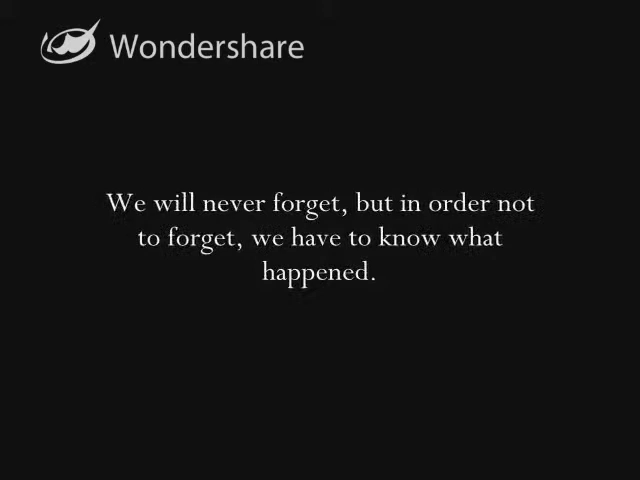 Wondershare
We will never forget, but in order not
to forget, we have to know what
happened.